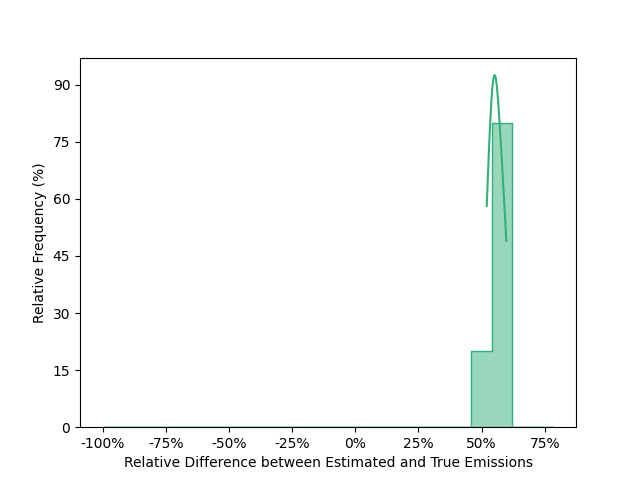 90
75
60
45
30
15
0
Relative Frequency (%)
-100% -75% -50% -25% 0% 25% 50% 75%
Relative Difference between Estimated and True Emissions